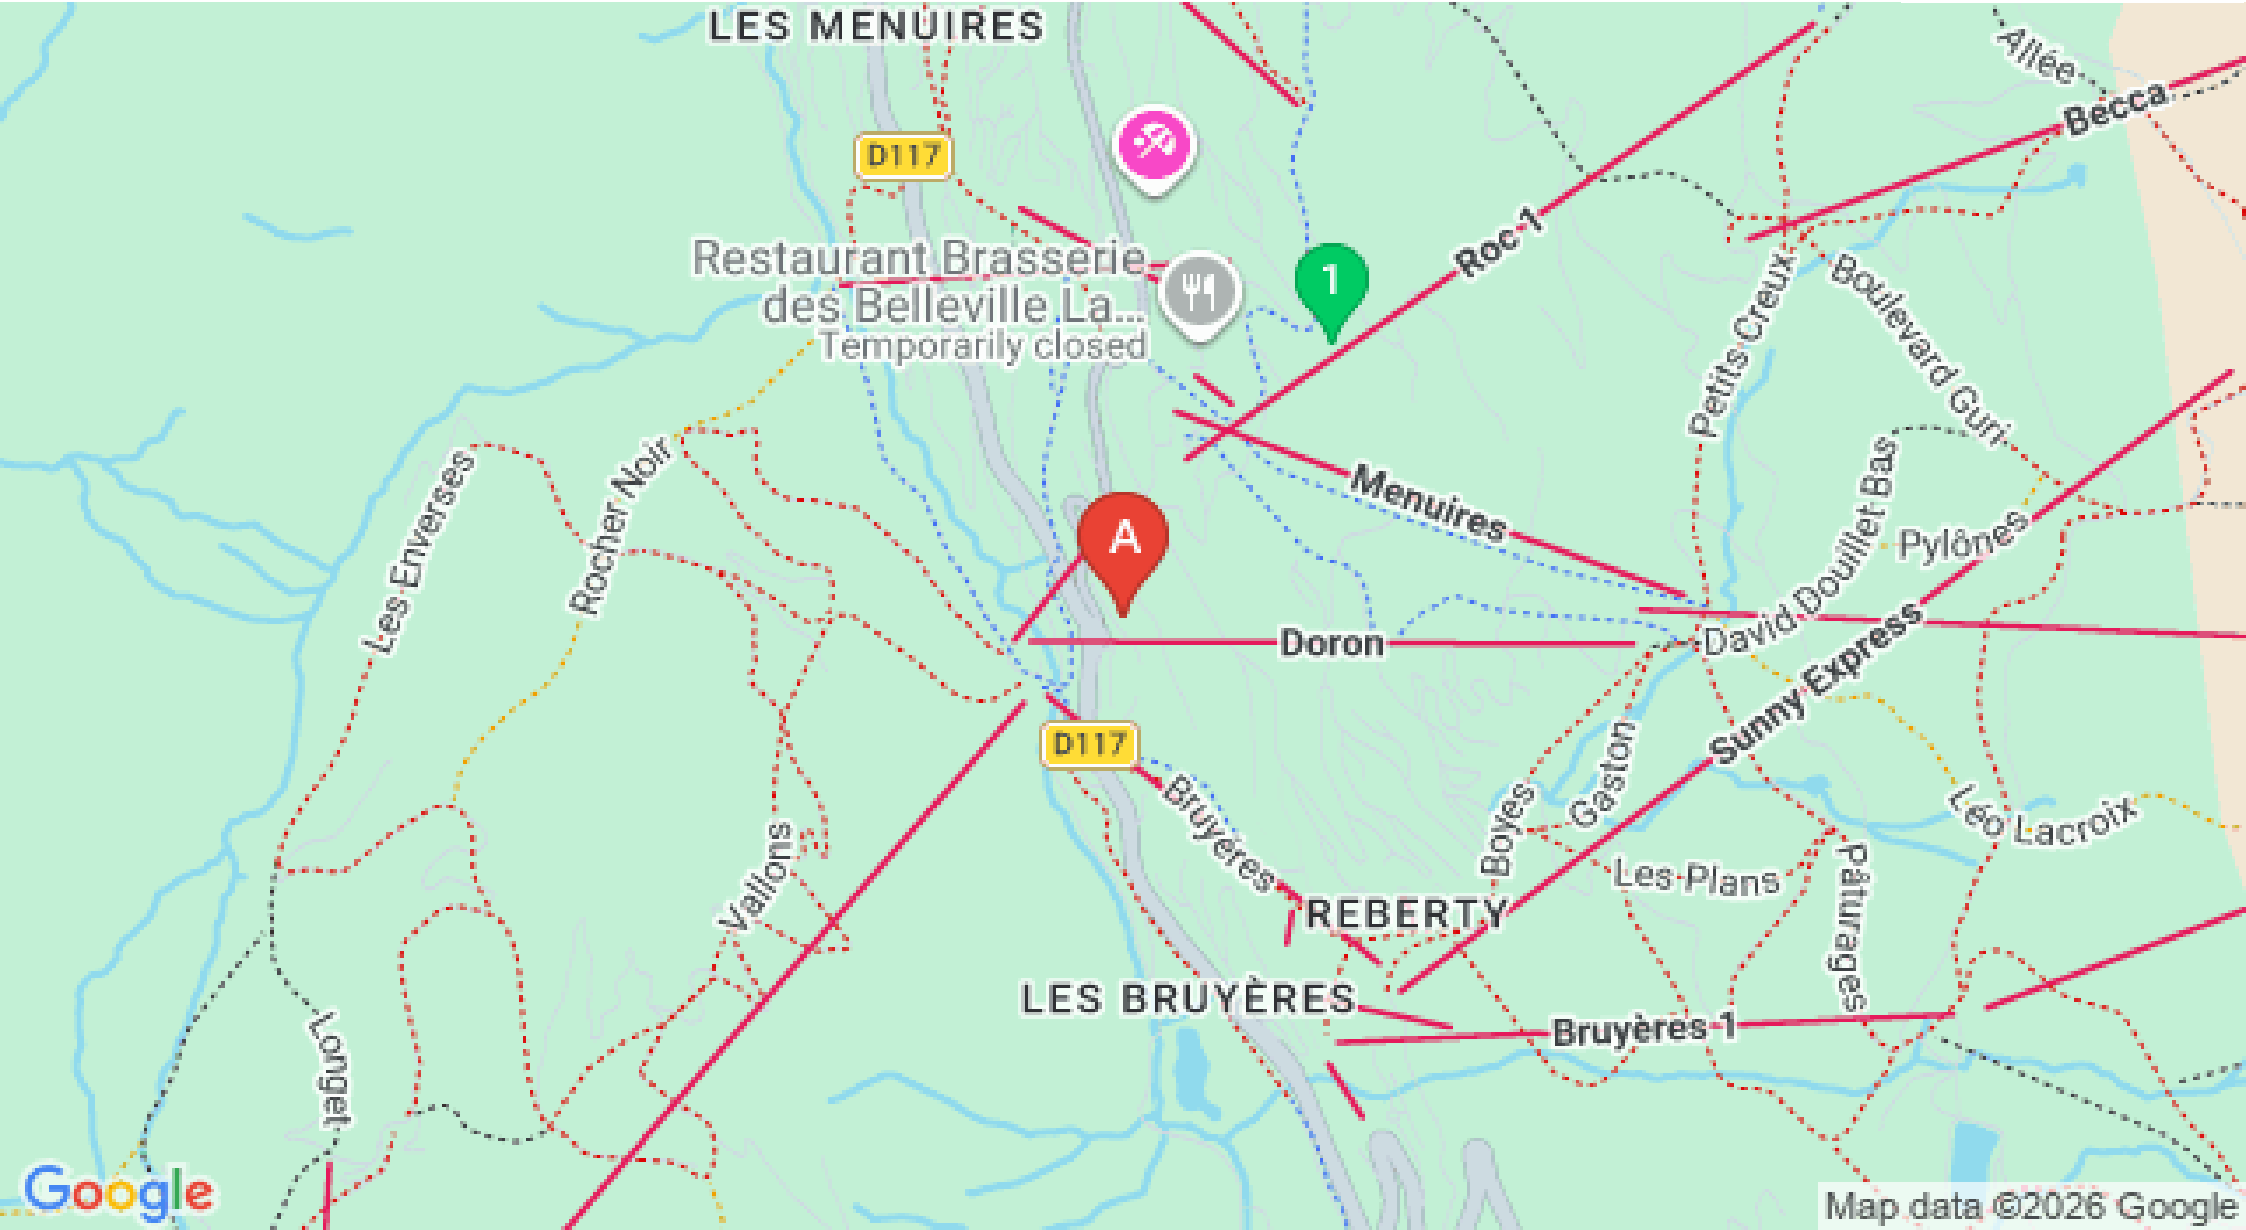 LES MENUIRES
Allée
Becca
D117
Restaurant Brasserie
des Belleville La...
Temporarily closed
1
Roc 1
Petits Creux
Boulevard Guri
Les Enverses
Rocher Noir
Menuires
David Douillet Bas
Pylônes
A
Doron
Sunny Express
D117
Gaston
Boyes
Bruyères
Léo Lacroix
Vallons
Les Plans
Pâturages
REBERTY
LES BRUYÈRES
Bruyères 1
Longet
Google
Map data ©2026 Google